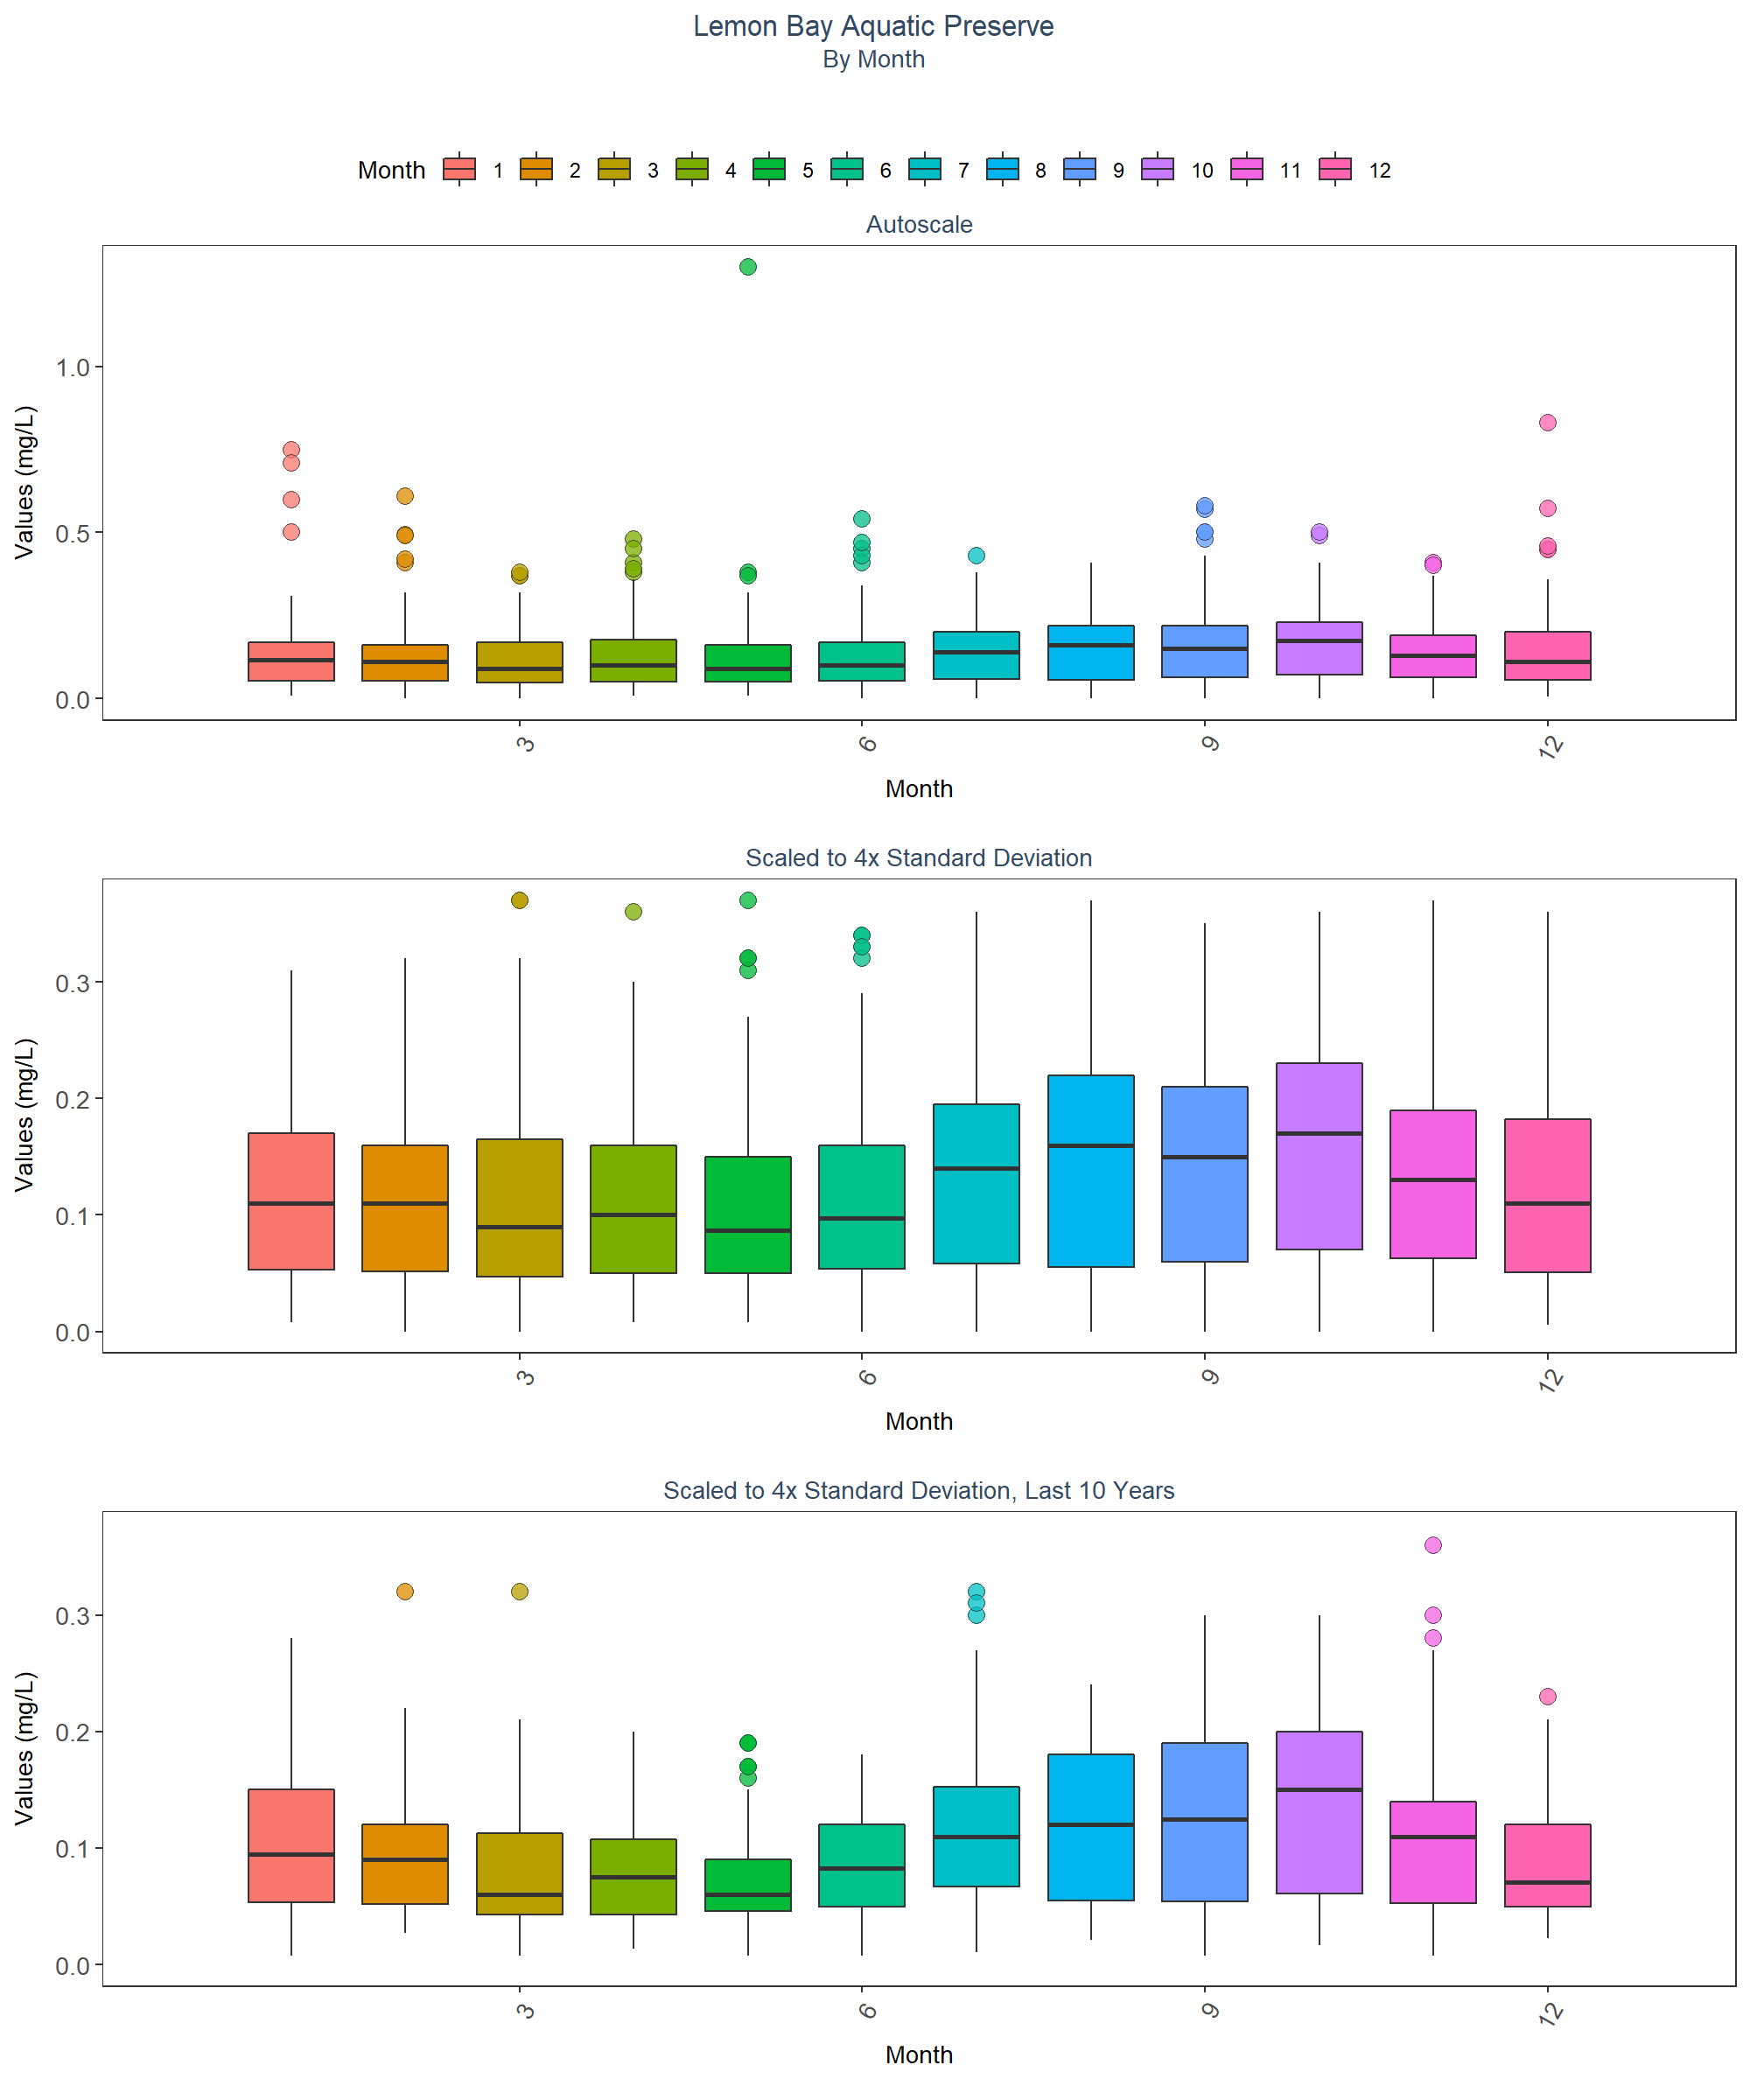 Lemon Bay Aquatic Preserve
By Month
Month 1 2 3 4 5 6 7 8 9 10 11 12
Autoscale
Values (mg/L)
1.0
0.5
0.0
3 6 9 12
Month
Scaled to 4x Standard Deviation
Values (mg/L)
0.3
0.2
0.1
0.0
3 6 9 12
Month
Scaled to 4x Standard Deviation, Last 10 Years
Values (mg/L)
0.3
0.2
0.1
0.0
3 6 9 12
Month